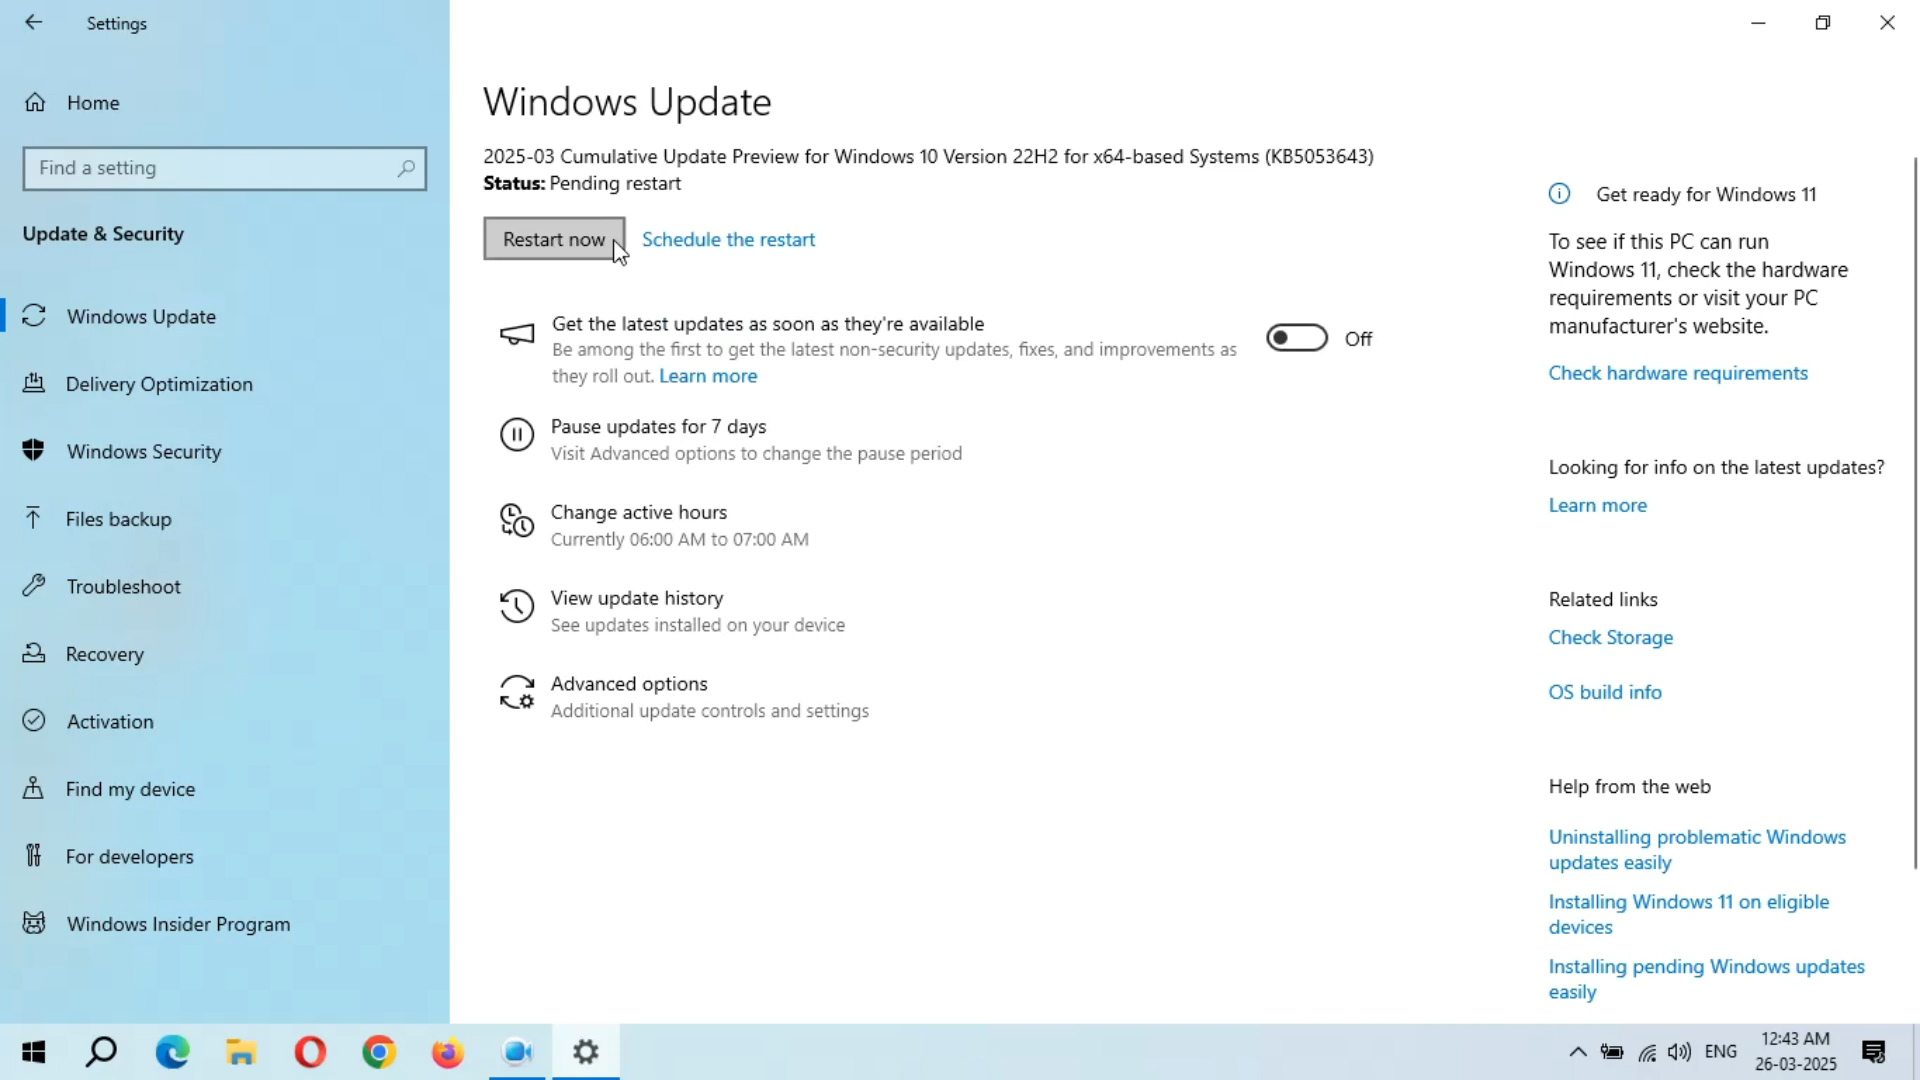 Settings
Home
Find a setting
Update & Security
Windows Update
Delivery Optimization
Windows Security
Files backup
Troubleshoot
Recovery
Activation
Find my device
For developers
Windows Insider Program
Windows Update
2025-03 Cumulative Update Preview for Windows 10 Version 22H2 for x64-based Systems (KB5053643)
Status: Pending restart
Restart now
Schedule the restart
Get the latest updates as soon as they're available
Be among the first to get the latest non-security updates, fixes, and improvements as
they roll out. Learn more
Off
Pause updates for 7 days
Visit Advanced options to change the pause period
Change active hours
Currently 06:00 AM to 07:00 AM
View update history
See updates installed on your device
Advanced options
Additional update controls and settings
Get ready for Windows 11
To see if this PC can run
Windows 11, check the hardware
requirements or visit your PC
manufacturer's website.
Check hardware requirements
Looking for info on the latest updates?
Learn more
Related links
Check Storage
OS build info
Help from the web
Uninstalling problematic Windows
updates easily
Installing Windows 11 on eligible
devices
Installing pending Windows updates
easily
ENG
12:43 AM
26-03-2025